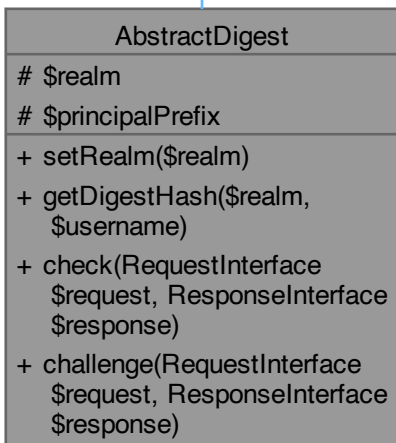 AbstractDigest
# $realm
# $principalPrefix
+ setRealm($realm)
+ getDigestHash($realm,
$username)
+ check(RequestInterface
$request, ResponseInterface
$response)
+ challenge(RequestInterface
$request, ResponseInterface
$response)